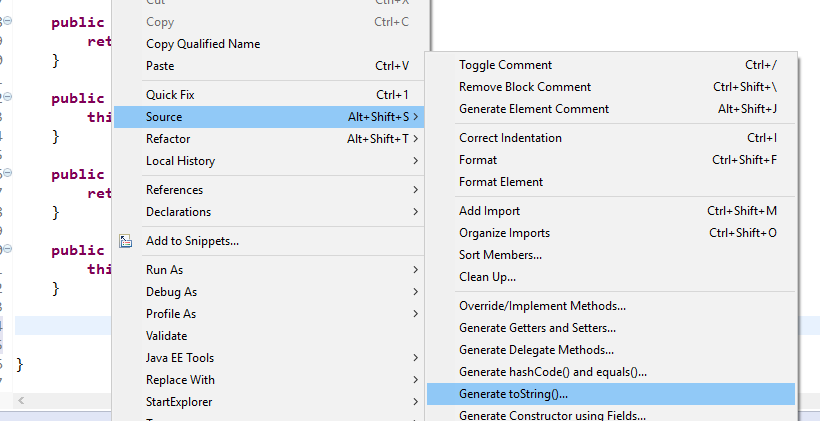 Cut Ctrl+X
public
Copy Ctrl+C
ret
Copy Qualified Name
}
Paste Ctrl+V
Quick Fix Ctrl+1
public
Source Alt+Shift+S >
thi
Refactor Alt+Shift+T >
}
Local History >
public
References >
ret
Declarations >
}
Add to Snippets...
public
Run As >
thi
Debug As >
}
Profile As >
Validate
Java EE Tools >
}
Replace With >
StartExplorer >
Toggle Comment Ctrl+/
Remove Block Comment Ctrl+Shift+\
Generate Element Comment Alt+Shift+J
Correct Indentation Ctrl+I
Format Ctrl+Shift+F
Format Element
Add Import Ctrl+Shift+M
Organize Imports Ctrl+Shift+O
Sort Members...
Clean Up...
Override/Implement Methods...
Generate Getters and Setters...
Generate Delegate Methods...
Generate hashCode() and equals()...
Generate toString()...
Generate Constructor using Fields...